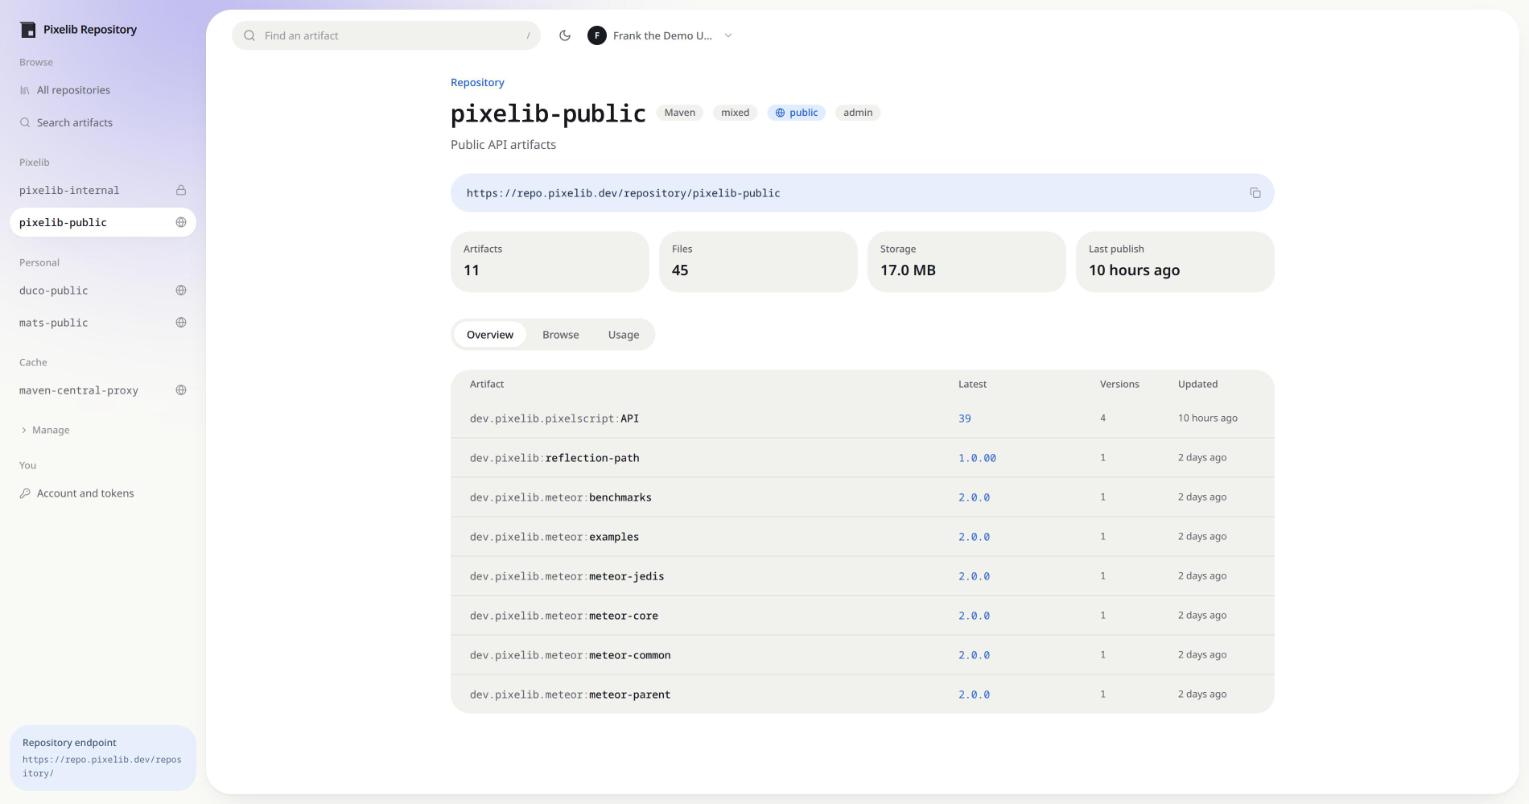 Pixelib Repository
Browse
All repositories
Search artifacts
Pixelib
pixelib-internal
pixelib-public
Personal
duco-public
mats-public
Cache
maven-central-proxy
Manage
You
Account and tokens
Repository endpoint
https://repo.pixelib.dev/repos
itory/
Find an artifact /
F Frank the Demo U...
Repository
pixelib-public Maven mixed public admin
Public API artifacts
https://repo.pixelib.dev/repository/pixelib-public
Artifacts Files Storage Last publish
11 45 17.0 MB 10 hours ago
Overview Browse Usage
Artifact Latest Versions Updated
dev.pixelib.pixelscript:API 39 4 10 hours ago
dev.pixelib:reflection-path 1.0.00 1 2 days ago
dev.pixelib.meteor:benchmarks 2.0.0 1 2 days ago
dev.pixelib.meteor:examples 2.0.0 1 2 days ago
dev.pixelib.meteor:meteor-jedis 2.0.0 1 2 days ago
dev.pixelib.meteor:meteor-core 2.0.0 1 2 days ago
dev.pixelib.meteor:meteor-common 2.0.0 1 2 days ago
dev.pixelib.meteor:meteor-parent 2.0.0 1 2 days ago